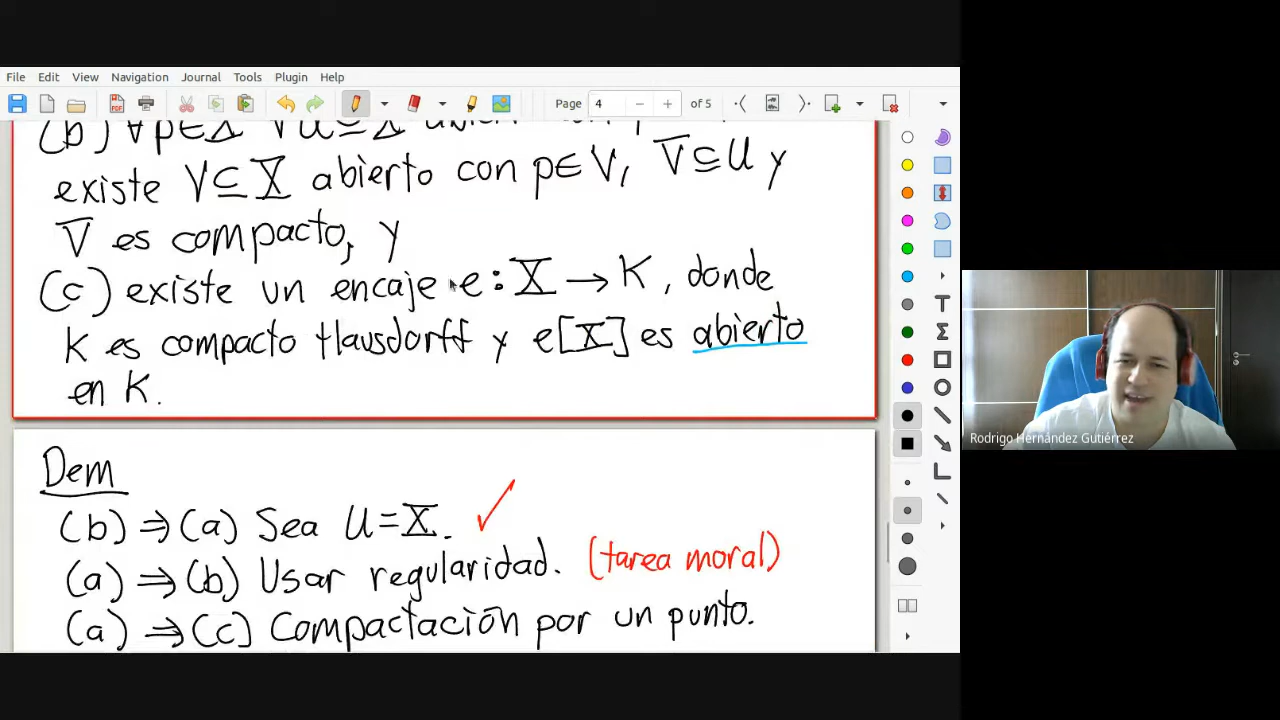 File Edit View Navigation Journal Tools Plugin Help
Page 4 of 5
(b) ∀p∈X ∀U⊆X
existe V⊆X abierto con p∈V, V̅⊆U y
V̅ es compacto, y
(c) existe un encaje e: X → K, donde
K es compacto Hausdorff y e[X] es abierto
en K.
Dem
(b) ⇒ (a) Sea U=X. ✓
(a) ⇒ (b) Usar regularidad. (tarea moral)
(a) ⇒ (c) Compactación por un punto.
Rodrigo Hernández Gutiérrez